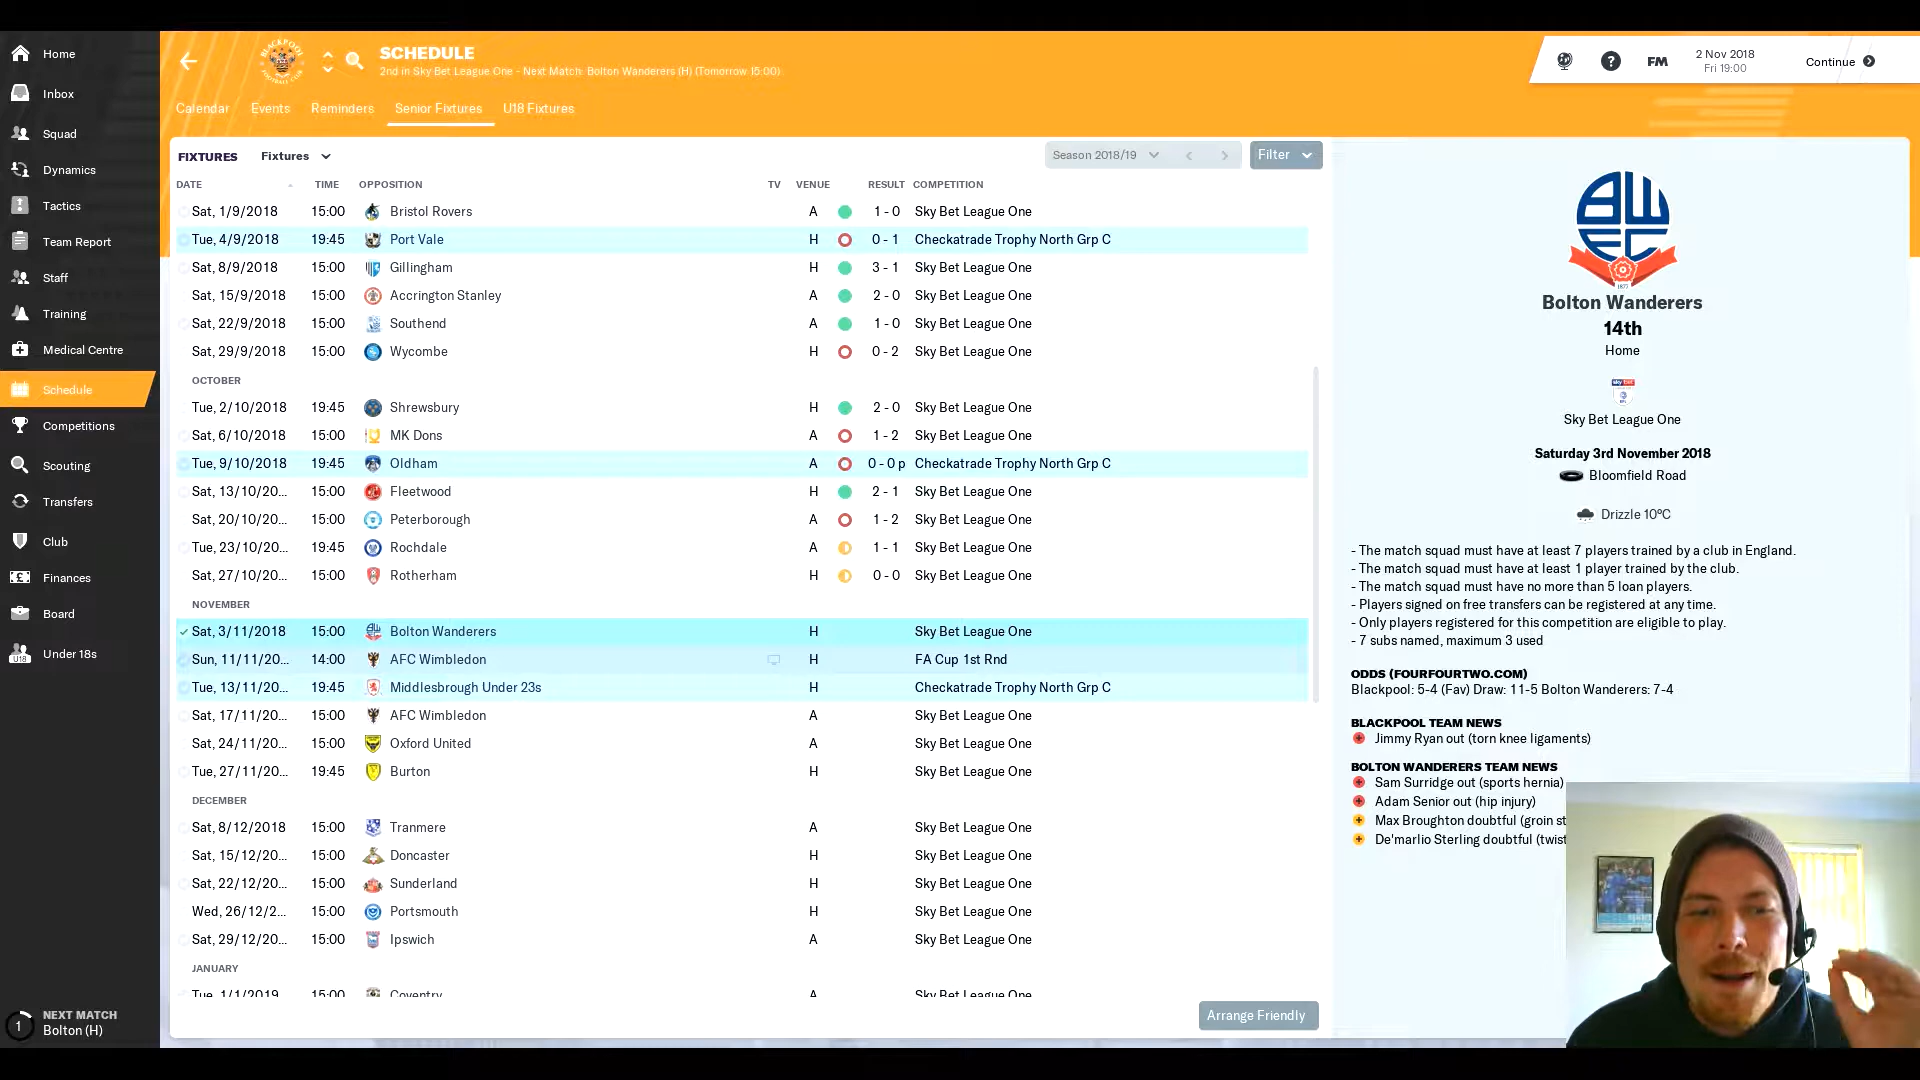 Home
Inbox
Squad
Dynamics
Tactics
Team Report
Staff
Training
Medical Centre
Schedule
Competitions
Scouting
Transfers
Club
Finances
Board
U18 Under 18s
1 NEXT MATCH
Bolton (H)
SCHEDULE
2nd in Sky Bet League One - Next Match: Bolton Wanderers (H) (Tomorrow 15:00)
Calendar Events Reminders Senior Fixtures U18 Fixtures
? FM 2 Nov 2018 Continue
Fri 19:00
FIXTURES Fixtures Season 2018/19 Filter
DATE TIME OPPOSITION TV VENUE RESULT COMPETITION
Sat, 1/9/2018 15:00 Bristol Rovers A 1 - 0 Sky Bet League One
Tue, 4/9/2018 19:45 Port Vale H 0 - 1 Checkatrade Trophy North Grp C
Sat, 8/9/2018 15:00 Gillingham H 3 - 1 Sky Bet League One
Sat, 15/9/2018 15:00 Accrington Stanley A 2 - 0 Sky Bet League One
Sat, 22/9/2018 15:00 Southend A 1 - 0 Sky Bet League One
Sat, 29/9/2018 15:00 Wycombe H 0 - 2 Sky Bet League One
OCTOBER
Tue, 2/10/2018 19:45 Shrewsbury H 2 - 0 Sky Bet League One
Sat, 6/10/2018 15:00 MK Dons A 1 - 2 Sky Bet League One
Tue, 9/10/2018 19:45 Oldham A 0 - 0 p Checkatrade Trophy North Grp C
Sat, 13/10/20... 15:00 Fleetwood H 2 - 1 Sky Bet League One
Sat, 20/10/20... 15:00 Peterborough A 1 - 2 Sky Bet League One
Tue, 23/10/20... 19:45 Rochdale A 1 - 1 Sky Bet League One
Sat, 27/10/20... 15:00 Rotherham H 0 - 0 Sky Bet League One
NOVEMBER
Sat, 3/11/2018 15:00 Bolton Wanderers H Sky Bet League One
Sun, 11/11/20... 14:00 AFC Wimbledon H FA Cup 1st Rnd
Tue, 13/11/20... 19:45 Middlesbrough Under 23s H Checkatrade Trophy North Grp C
Sat, 17/11/20... 15:00 AFC Wimbledon A Sky Bet League One
Sat, 24/11/20... 15:00 Oxford United A Sky Bet League One
Tue, 27/11/20... 19:45 Burton H Sky Bet League One
DECEMBER
Sat, 8/12/2018 15:00 Tranmere A Sky Bet League One
Sat, 15/12/20... 15:00 Doncaster H Sky Bet League One
Sat, 22/12/20... 15:00 Sunderland H Sky Bet League One
Wed, 26/12/2... 15:00 Portsmouth H Sky Bet League One
Sat, 29/12/20... 15:00 Ipswich A Sky Bet League One
JANUARY
Tue, 1/1/2019 15:00 Coventry A Sky Bet League One
Arrange Friendly
Bolton Wanderers
14th
Home
sky bet
Sky Bet League One
Saturday 3rd November 2018
Bloomfield Road
Drizzle 10°C
- The match squad must have at least 7 players trained by a club in England.
- The match squad must have at least 1 player trained by the club.
- The match squad must have no more than 5 loan players.
- Players signed on free transfers can be registered at any time.
- Only players registered for this competition are eligible to play.
- 7 subs named, maximum 3 used
ODDS (FOURFOURTWO.COM)
Blackpool: 5-4 (Fav) Draw: 11-5 Bolton Wanderers: 7-4
BLACKPOOL TEAM NEWS
Jimmy Ryan out (torn knee ligaments)
BOLTON WANDERERS TEAM NEWS
Sam Surridge out (sports hernia)
Adam Senior out (hip injury)
Max Broughton doubtful (groin st
De'marlio Sterling doubtful (twist